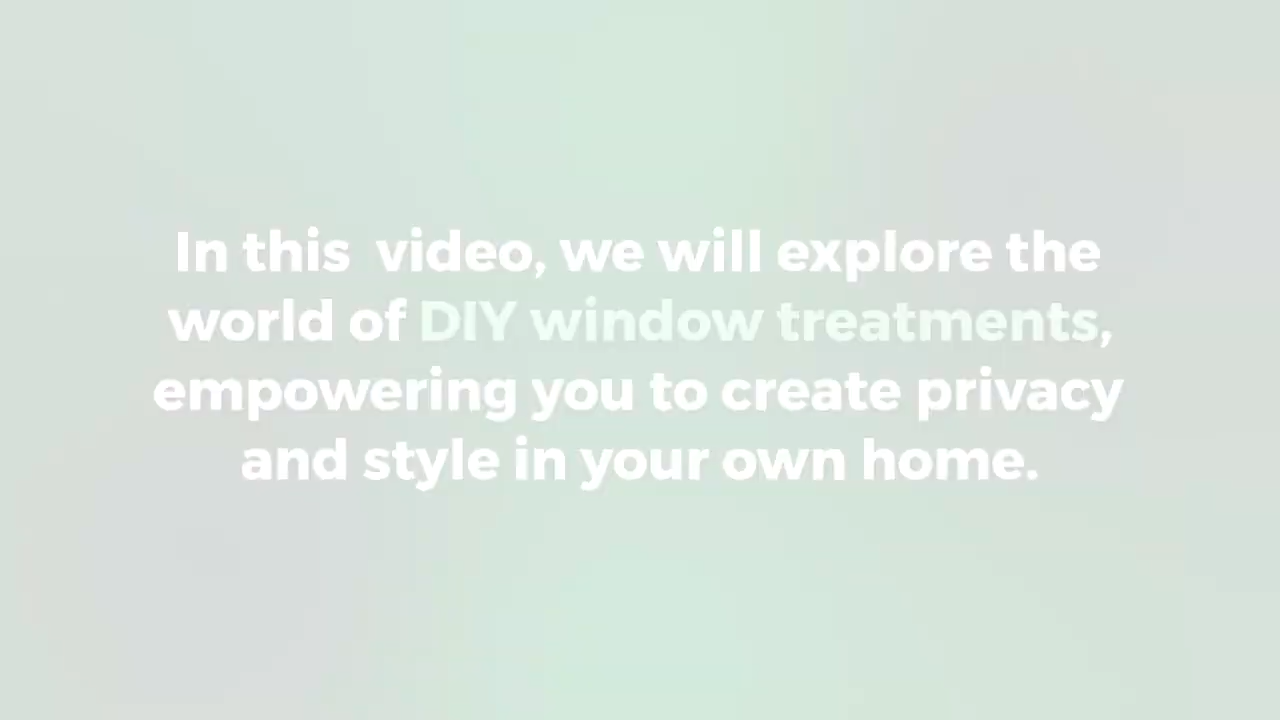 In this  video, we will explore the
world of DIY window treatments,
empowering you to create privacy
and style in your own home.